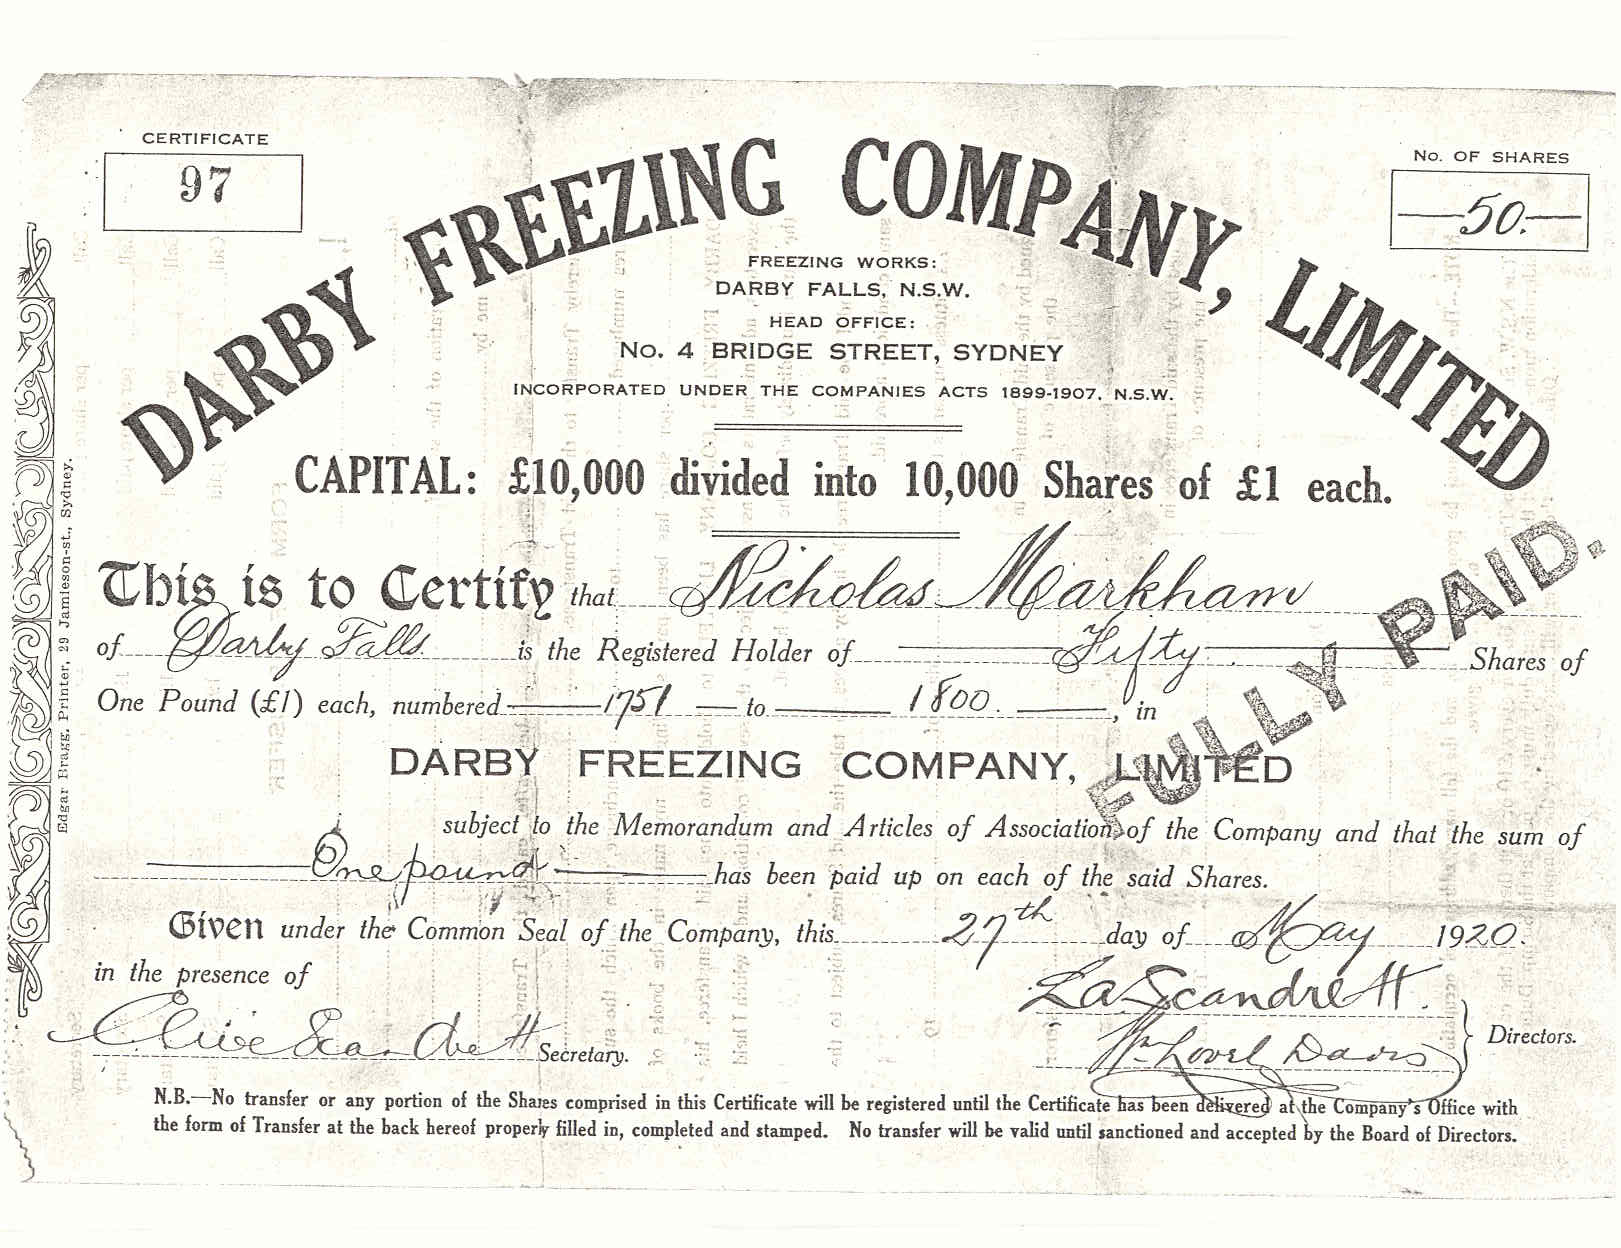 CERTIFICATE
97
No. OF SHARES
50.
DARBY FREEZING COMPANY, LIMITED
FREEZING WORKS:
DARBY FALLS, N.S.W.
HEAD OFFICE:
No. 4 BRIDGE STREET, SYDNEY
INCORPORATED UNDER THE COMPANIES ACTS 1899-1907. N.S.W.
CAPITAL: £10,000 divided into 10,000 Shares of £1 each.
This is to Certify that Nicholas Markham
of Darby Falls. is the Registered Holder of Fifty Shares of
One Pound (£1) each, numbered 1751 to 1800. , in
DARBY FREEZING COMPANY, LIMITED
FULLY PAID.
subject to the Memorandum and Articles of Association of the Company and that the sum of
One pound has been paid up on each of the said Shares.
Given under the Common Seal of the Company, this 27th day of May 1920.
in the presence of
Clive Scandrett Secretary.
La Scandrett.
Wm Lovel Davis
Directors.
N.B.—No transfer or any portion of the Shares comprised in this Certificate will be registered until the Certificate has been delivered at the Company's Office with
the form of Transfer at the back hereof properly filled in, completed and stamped. No transfer will be valid until sanctioned and accepted by the Board of Directors.
Edgar Bragg, Printer, 29 Jamieson-st., Sydney.